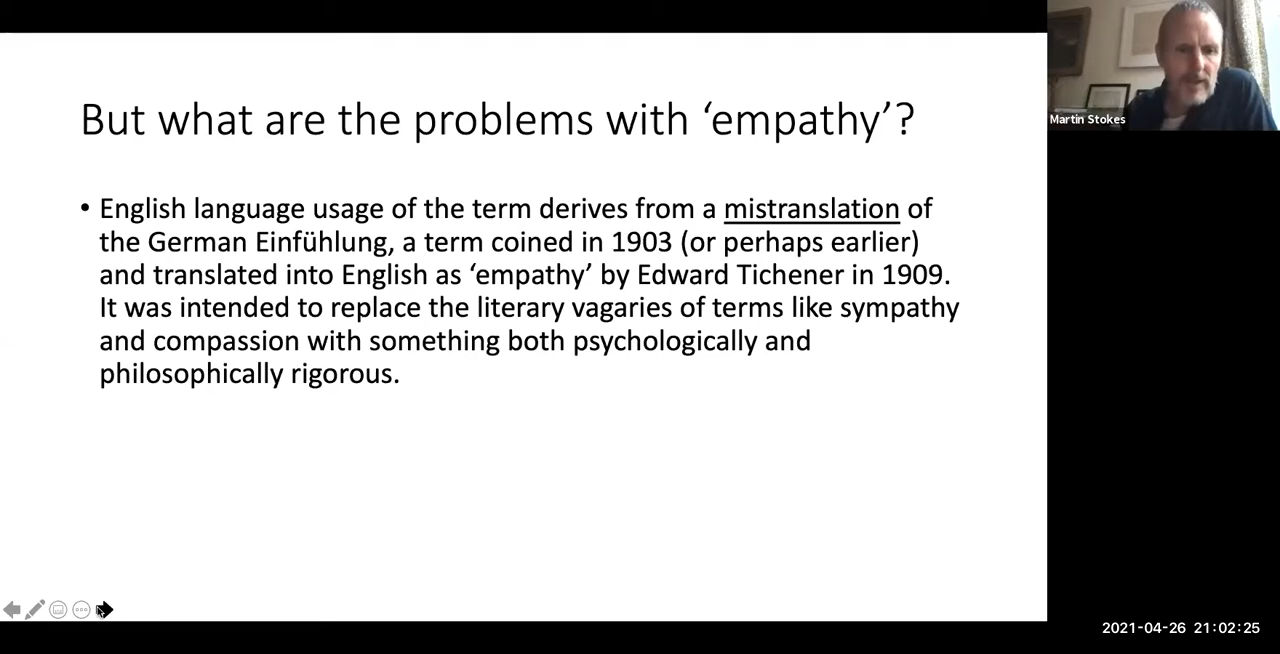 But what are the problems with ‘empathy’?
• English language usage of the term derives from a mistranslation of
the German Einfühlung, a term coined in 1903 (or perhaps earlier)
and translated into English as ‘empathy’ by Edward Tichener in 1909.
It was intended to replace the literary vagaries of terms like sympathy
and compassion with something both psychologically and
philosophically rigorous.
Martin Stokes
2021-04-26 21:02:25